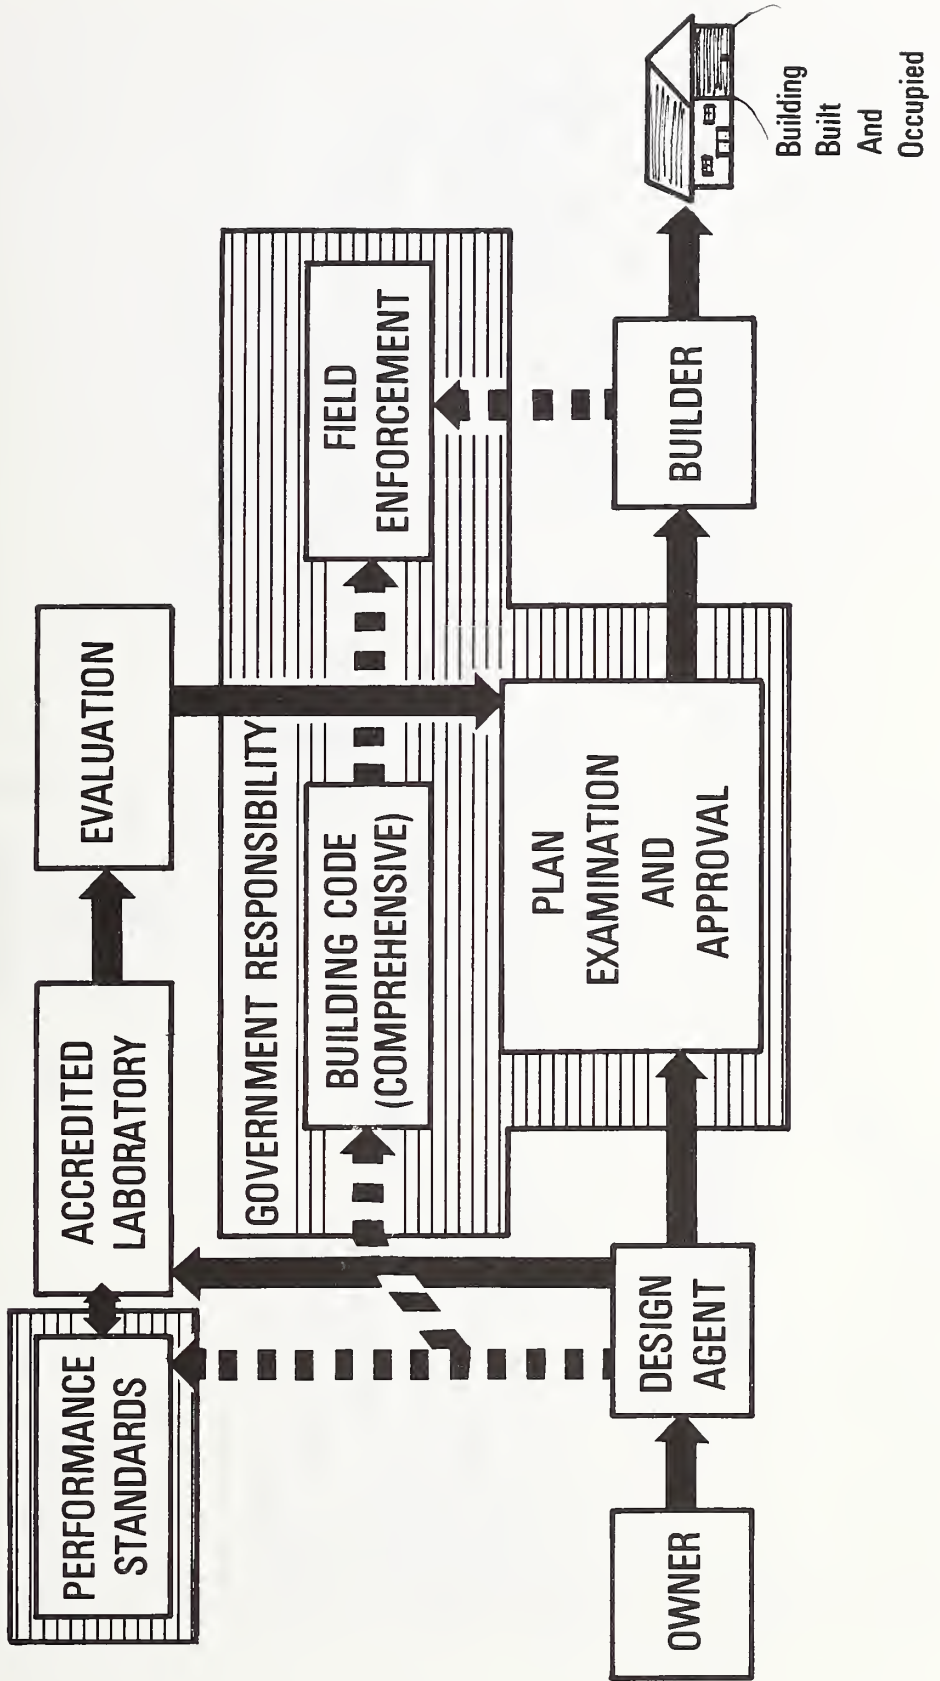 PERFORMANCE
STANDARDS
ACCREDITED
LABORATORY
EVALUATION
GOVERNMENT RESPONSIBILITY
BUILDING CODE
(COMPREHENSIVE)
FIELD
ENFORCEMENT
OWNER
DESIGN
AGENT
PLAN
EXAMINATION
AND
APPROVAL
BUILDER
Building
Built
And
Occupied